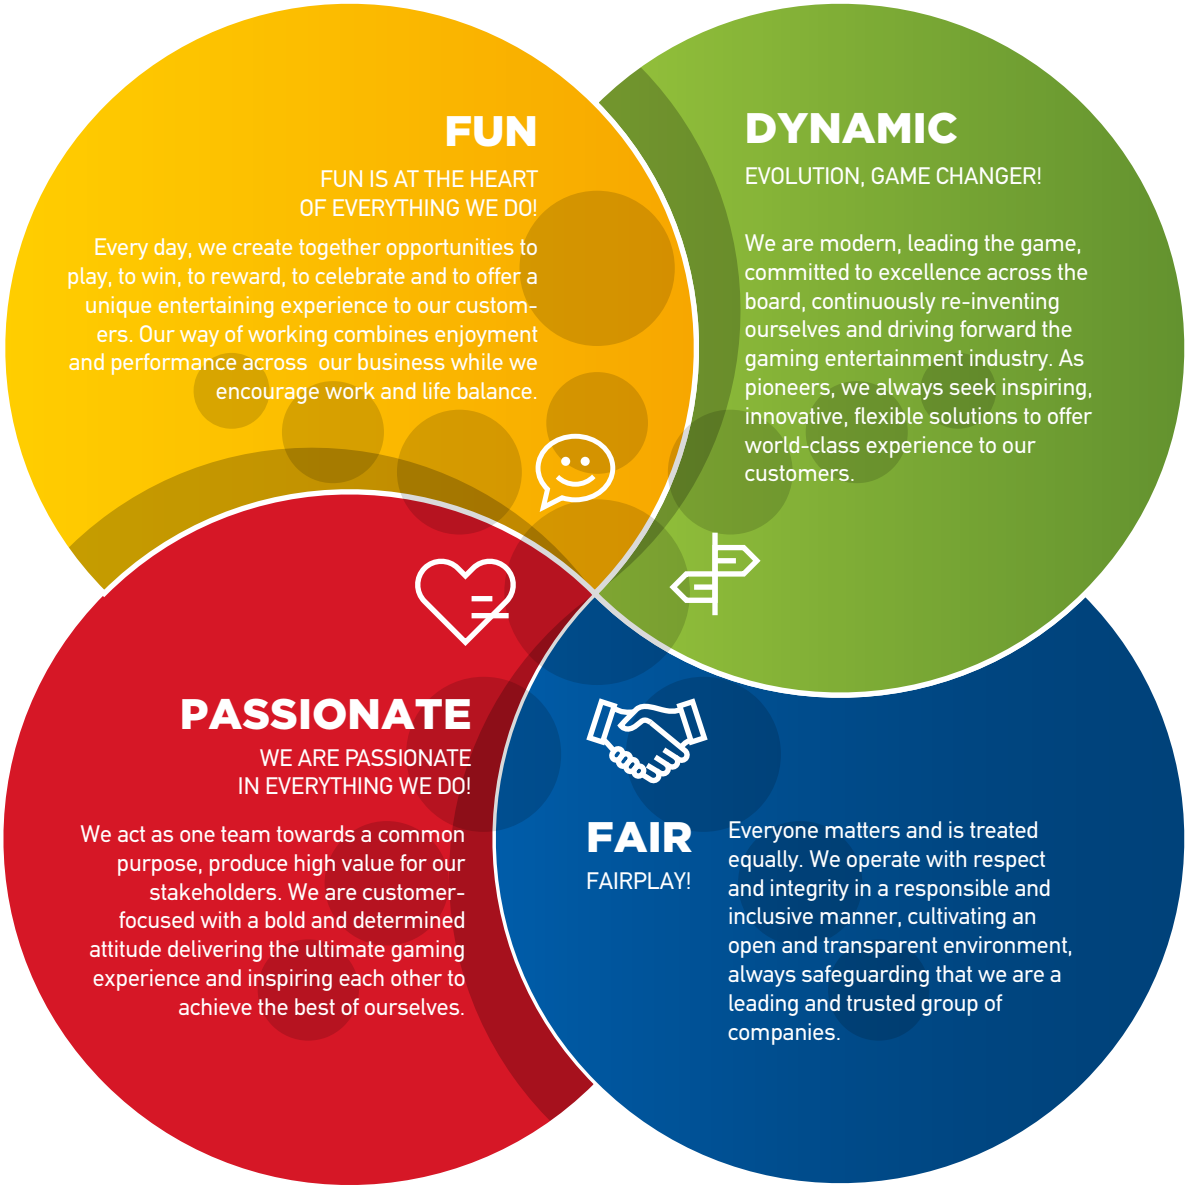 FUN
FUN IS AT THE HEART
OF EVERYTHING WE DO!
Every day, we create together opportunities to
play, to win, to reward, to celebrate and to offer a
unique entertaining experience to our custom-
ers. Our way of working combines enjoyment
and performance across our business while we
encourage work and life balance.
DYNAMIC
EVOLUTION, GAME CHANGER!
We are modern, leading the game,
committed to excellence across the
board, continuously re-inventing
ourselves and driving forward the
gaming entertainment industry. As
pioneers, we always seek inspiring,
innovative, flexible solutions to offer
world-class experience to our
customers.
PASSIONATE
WE ARE PASSIONATE
IN EVERYTHING WE DO!
We act as one team towards a common
purpose, produce high value for our
stakeholders. We are customer-
focused with a bold and determined
attitude delivering the ultimate gaming
experience and inspiring each other to
achieve the best of ourselves.
FAIR
FAIRPLAY!
Everyone matters and is treated
equally. We operate with respect
and integrity in a responsible and
inclusive manner, cultivating an
open and transparent environment,
always safeguarding that we are a
leading and trusted group of
companies.